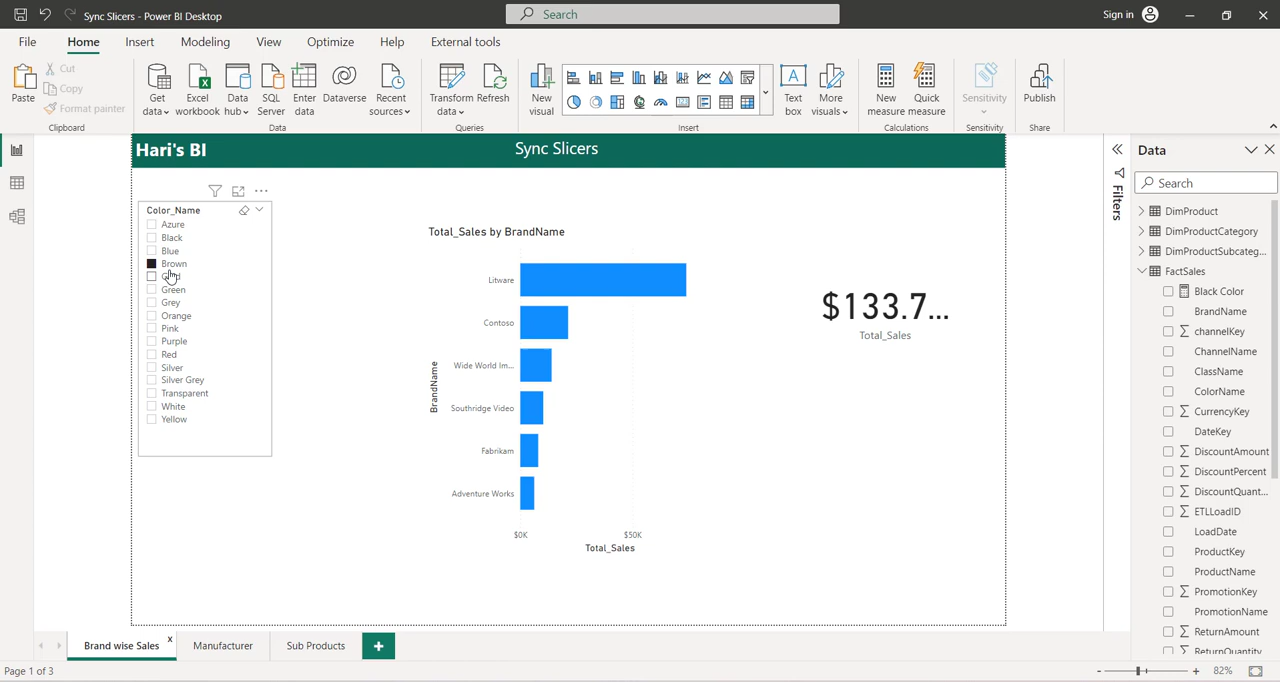 Sync Slicers - Power BI Desktop
Search
Sign in
File Home Insert Modeling View Optimize Help External tools
Paste
Cut
Copy
Format painter
Clipboard
Get data
Excel workbook
Data hub
SQL Server
Enter data
Dataverse
Recent sources
Data
Transform data
Refresh
Queries
New visual
Text box
More visuals
Insert
New measure
Quick measure
Calculations
Sensitivity
Sensitivity
Publish
Share
Hari's BI
Sync Slicers
Color_Name
Azure
Black
Blue
Brown
Green
Grey
Orange
Pink
Purple
Red
Silver
Silver Grey
Transparent
White
Yellow
Total_Sales by BrandName
BrandName
Litware
Contoso
Wide World Im...
Southridge Video
Fabrikam
Adventure Works
$0K $50K
Total_Sales
$133.7...
Total_Sales
Filters
Data
Search
DimProduct
DimProductCategory
DimProductSubcateg...
FactSales
Black Color
BrandName
channelKey
ChannelName
ClassName
ColorName
CurrencyKey
DateKey
DiscountAmount
DiscountPercent
DiscountQuant...
ETLLoadID
LoadDate
ProductKey
ProductName
PromotionKey
PromotionName
ReturnAmount
ReturnQuantity
Brand wise Sales x Manufacturer Sub Products +
Page 1 of 3
- + 82%